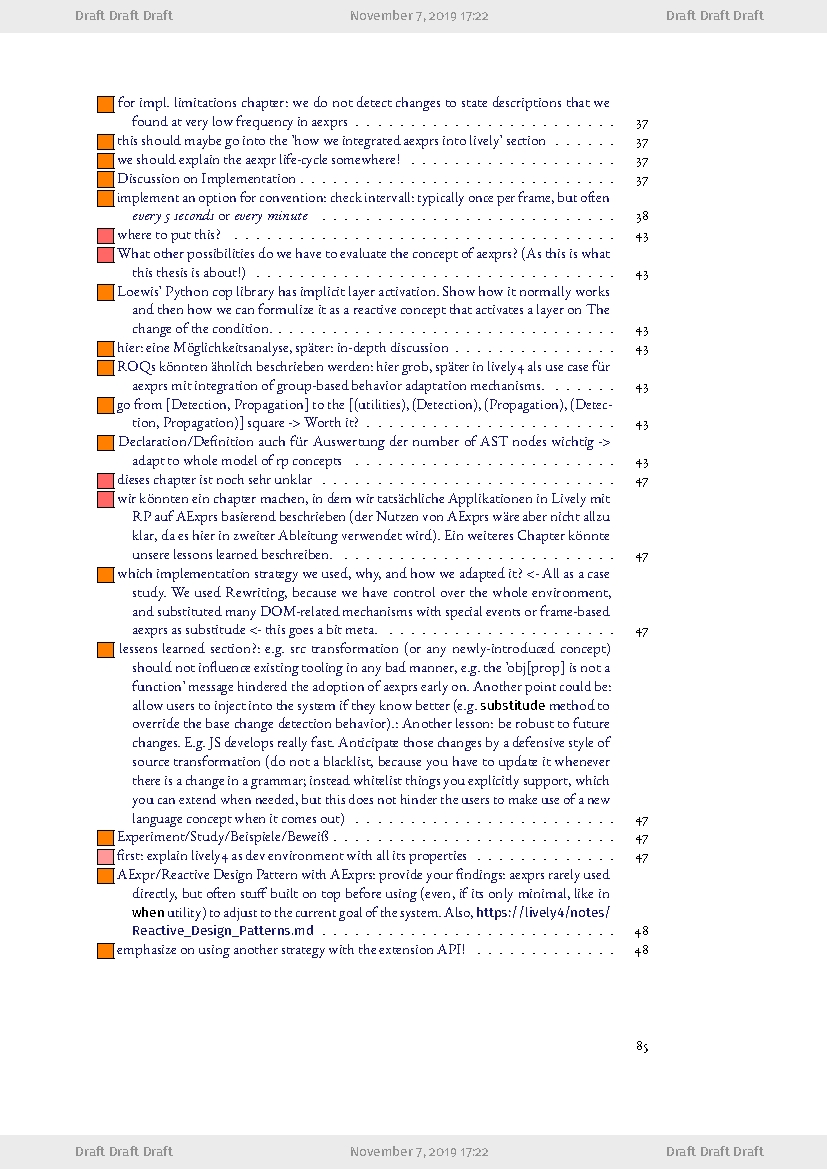 Draft Draft Draft November 7, 2019 17:22 Draft Draft Draft
for impl. limitations chapter: we do not detect changes to state descriptions that we
found at very low frequency in aexprs . . . . . . . . . . . . . . . . . . . . . . . . . 37
this should maybe go into the 'how we integrated aexprs into lively' section . . . . . . 37
we should explain the aexpr life-cycle somewhere! . . . . . . . . . . . . . . . . . . . 37
Discussion on Implementation . . . . . . . . . . . . . . . . . . . . . . . . . . . . . 37
implement an option for convention: check intervall: typically once per frame, but often
every 5 seconds or every minute . . . . . . . . . . . . . . . . . . . . . . . . . . . . 38
where to put this? . . . . . . . . . . . . . . . . . . . . . . . . . . . . . . . . . . . 43
What other possibilities do we have to evaluate the concept of aexprs? (As this is what
this thesis is about!) . . . . . . . . . . . . . . . . . . . . . . . . . . . . . . . . . 43
Loewis' Python cop library has implicit layer activation. Show how it normally works
and then how we can formulize it as a reactive concept that activates a layer on The
change of the condition. . . . . . . . . . . . . . . . . . . . . . . . . . . . . . . . 43
hier: eine Möglichkeitsanalyse, später: in-depth discussion . . . . . . . . . . . . . . . 43
ROQs könnten ähnlich beschrieben werden: hier grob, später in lively4 als use case für
aexprs mit integration of group-based behavior adaptation mechanisms. . . . . . . 43
go from [Detection, Propagation] to the [(utilities), (Detection), (Propagation), (Detec-
tion, Propagation)] square -> Worth it? . . . . . . . . . . . . . . . . . . . . . . . . 43
Declaration/Definition auch für Auswertung der number of AST nodes wichtig ->
adapt to whole model of rp concepts . . . . . . . . . . . . . . . . . . . . . . . . . 43
dieses chapter ist noch sehr unklar . . . . . . . . . . . . . . . . . . . . . . . . . . . 47
wir könnten ein chapter machen, in dem wir tatsächliche Applikationen in Lively mit
RP auf AExprs basierend beschrieben (der Nutzen von AExprs wäre aber nicht allzu
klar, da es hier in zweiter Ableitung verwendet wird). Ein weiteres Chapter könnte
unsere lessons learned beschreiben. . . . . . . . . . . . . . . . . . . . . . . . . . . 47
which implementation strategy we used, why, and how we adapted it? <- All as a case
study. We used Rewriting, because we have control over the whole environment,
and substituted many DOM-related mechanisms with special events or frame-based
aexprs as substitude <- this goes a bit meta. . . . . . . . . . . . . . . . . . . . . . 47
lessens learned section?: e.g. src transformation (or any newly-introduced concept)
should not influence existing tooling in any bad manner, e.g. the 'obj[prop] is not a
function' message hindered the adoption of aexprs early on. Another point could be:
allow users to inject into the system if they know better (e.g. substitude method to
override the base change detection behavior).: Another lesson: be robust to future
changes. E.g. JS develops really fast. Anticipate those changes by a defensive style of
source transformation (do not a blacklist, because you have to update it whenever
there is a change in a grammar; instead whitelist things you explicitly support, which
you can extend when needed, but this does not hinder the users to make use of a new
language concept when it comes out) . . . . . . . . . . . . . . . . . . . . . . . . . 47
Experiment/Study/Beispiele/Beweiß . . . . . . . . . . . . . . . . . . . . . . . . . . 47
first: explain lively4 as dev environment with all its properties . . . . . . . . . . . . . 47
AExpr/Reactive Design Pattern with AExprs: provide your findings: aexprs rarely used
directly, but often stuff built on top before using (even, if its only minimal, like in
when utility) to adjust to the current goal of the system. Also, https://lively4/notes/
Reactive_Design_Patterns.md . . . . . . . . . . . . . . . . . . . . . . . . . . . . 48
emphasize on using another strategy with the extension API! . . . . . . . . . . . . . 48
85
Draft Draft Draft November 7, 2019 17:22 Draft Draft Draft